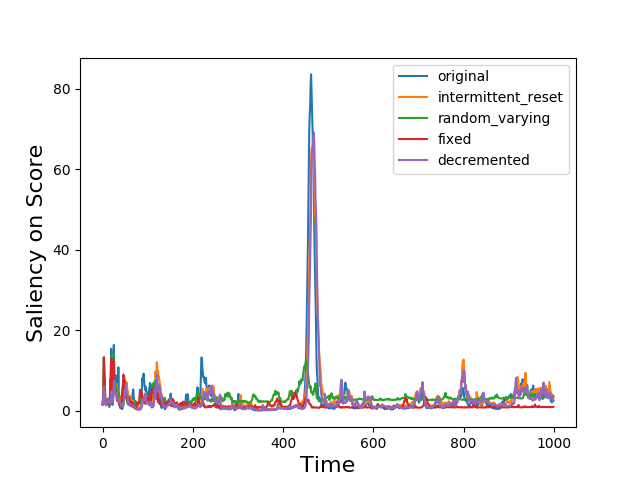 original
intermittent_reset
random_varying
fixed
decremented
Saliency on Score
80
60
40
20
0
0 200 400 600 800 1000
Time